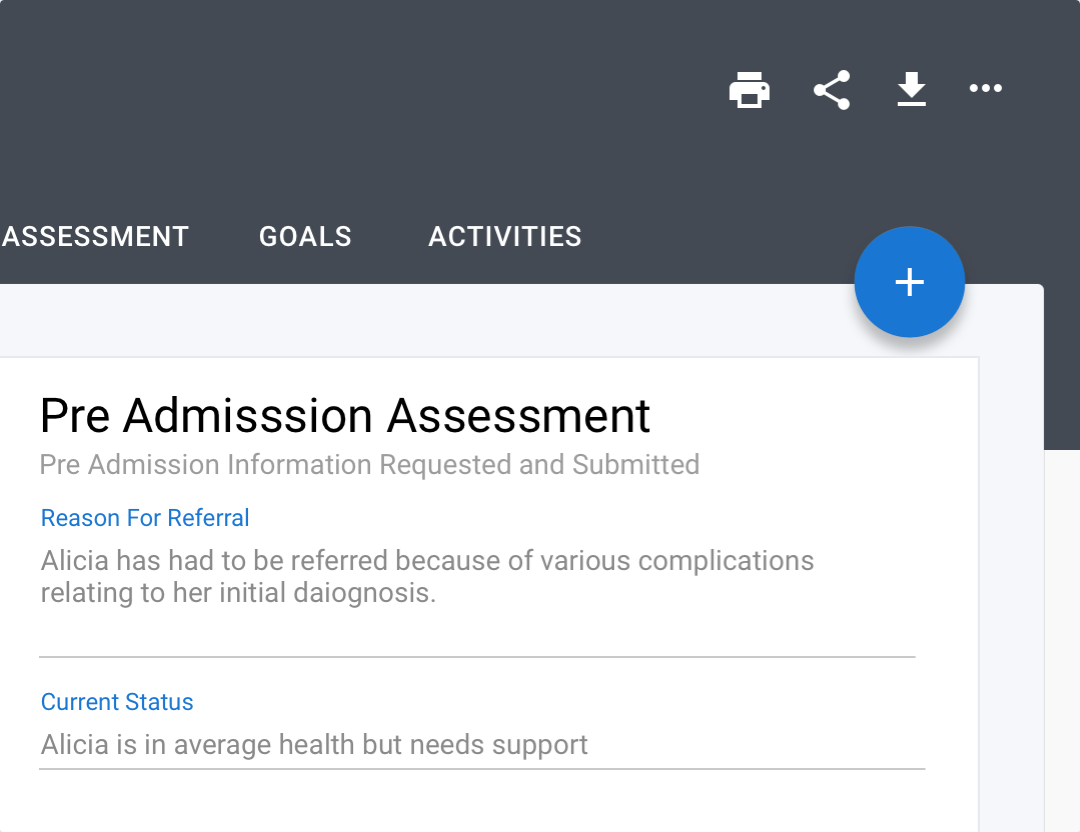 ASSESSMENT GOALS ACTIVITIES
Pre Admisssion Assessment
Pre Admission Information Requested and Submitted
Reason For Referral
Alicia has had to be referred because of various complications
relating to her initial daiognosis.
Current Status
Alicia is in average health but needs support